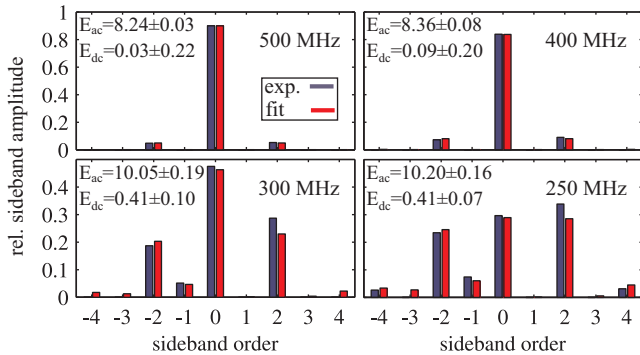 E_ac=8.24±0.03
E_dc=0.03±0.22
500 MHz
exp.
fit
E_ac=8.36±0.08
E_dc=0.09±0.20
400 MHz
1
0.8
0.6
0.4
0.2
0
rel. sideband amplitude
E_ac=10.05±0.19
E_dc=0.41±0.10
300 MHz
E_ac=10.20±0.16
E_dc=0.41±0.07
250 MHz
0.4
0.3
0.2
0.1
0
-4 -3 -2 -1 0 1 2 3 4
-4 -3 -2 -1 0 1 2 3 4
sideband order
sideband order